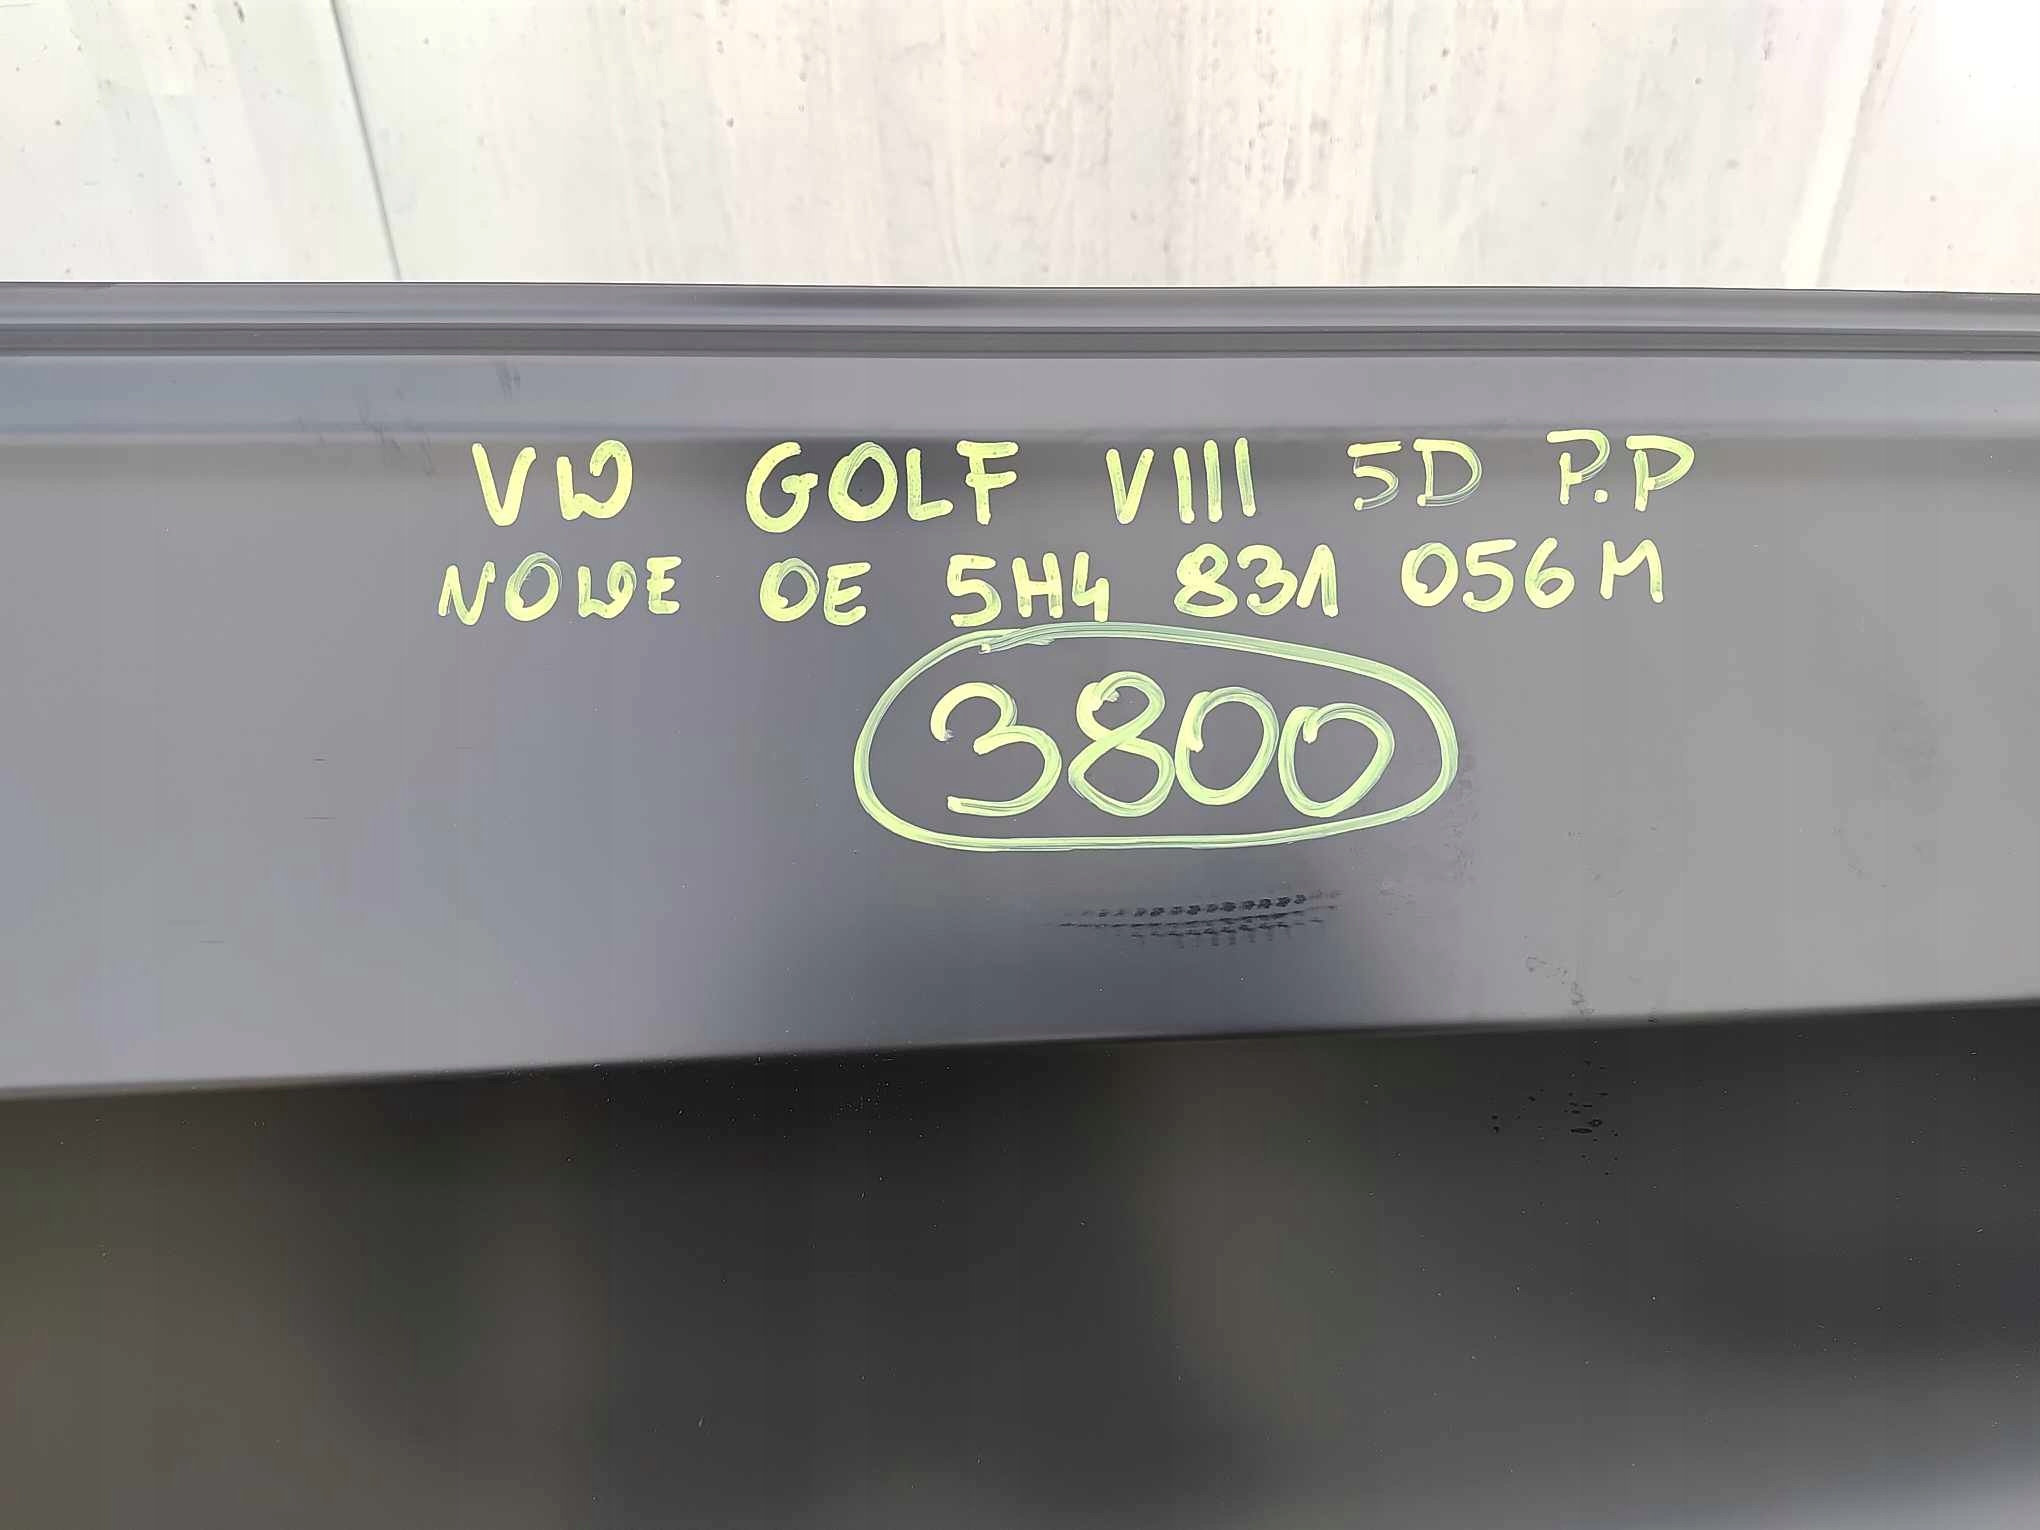 VW GOLF VIII 5D P.P
NOWE OE 5H4 831 056M
3800